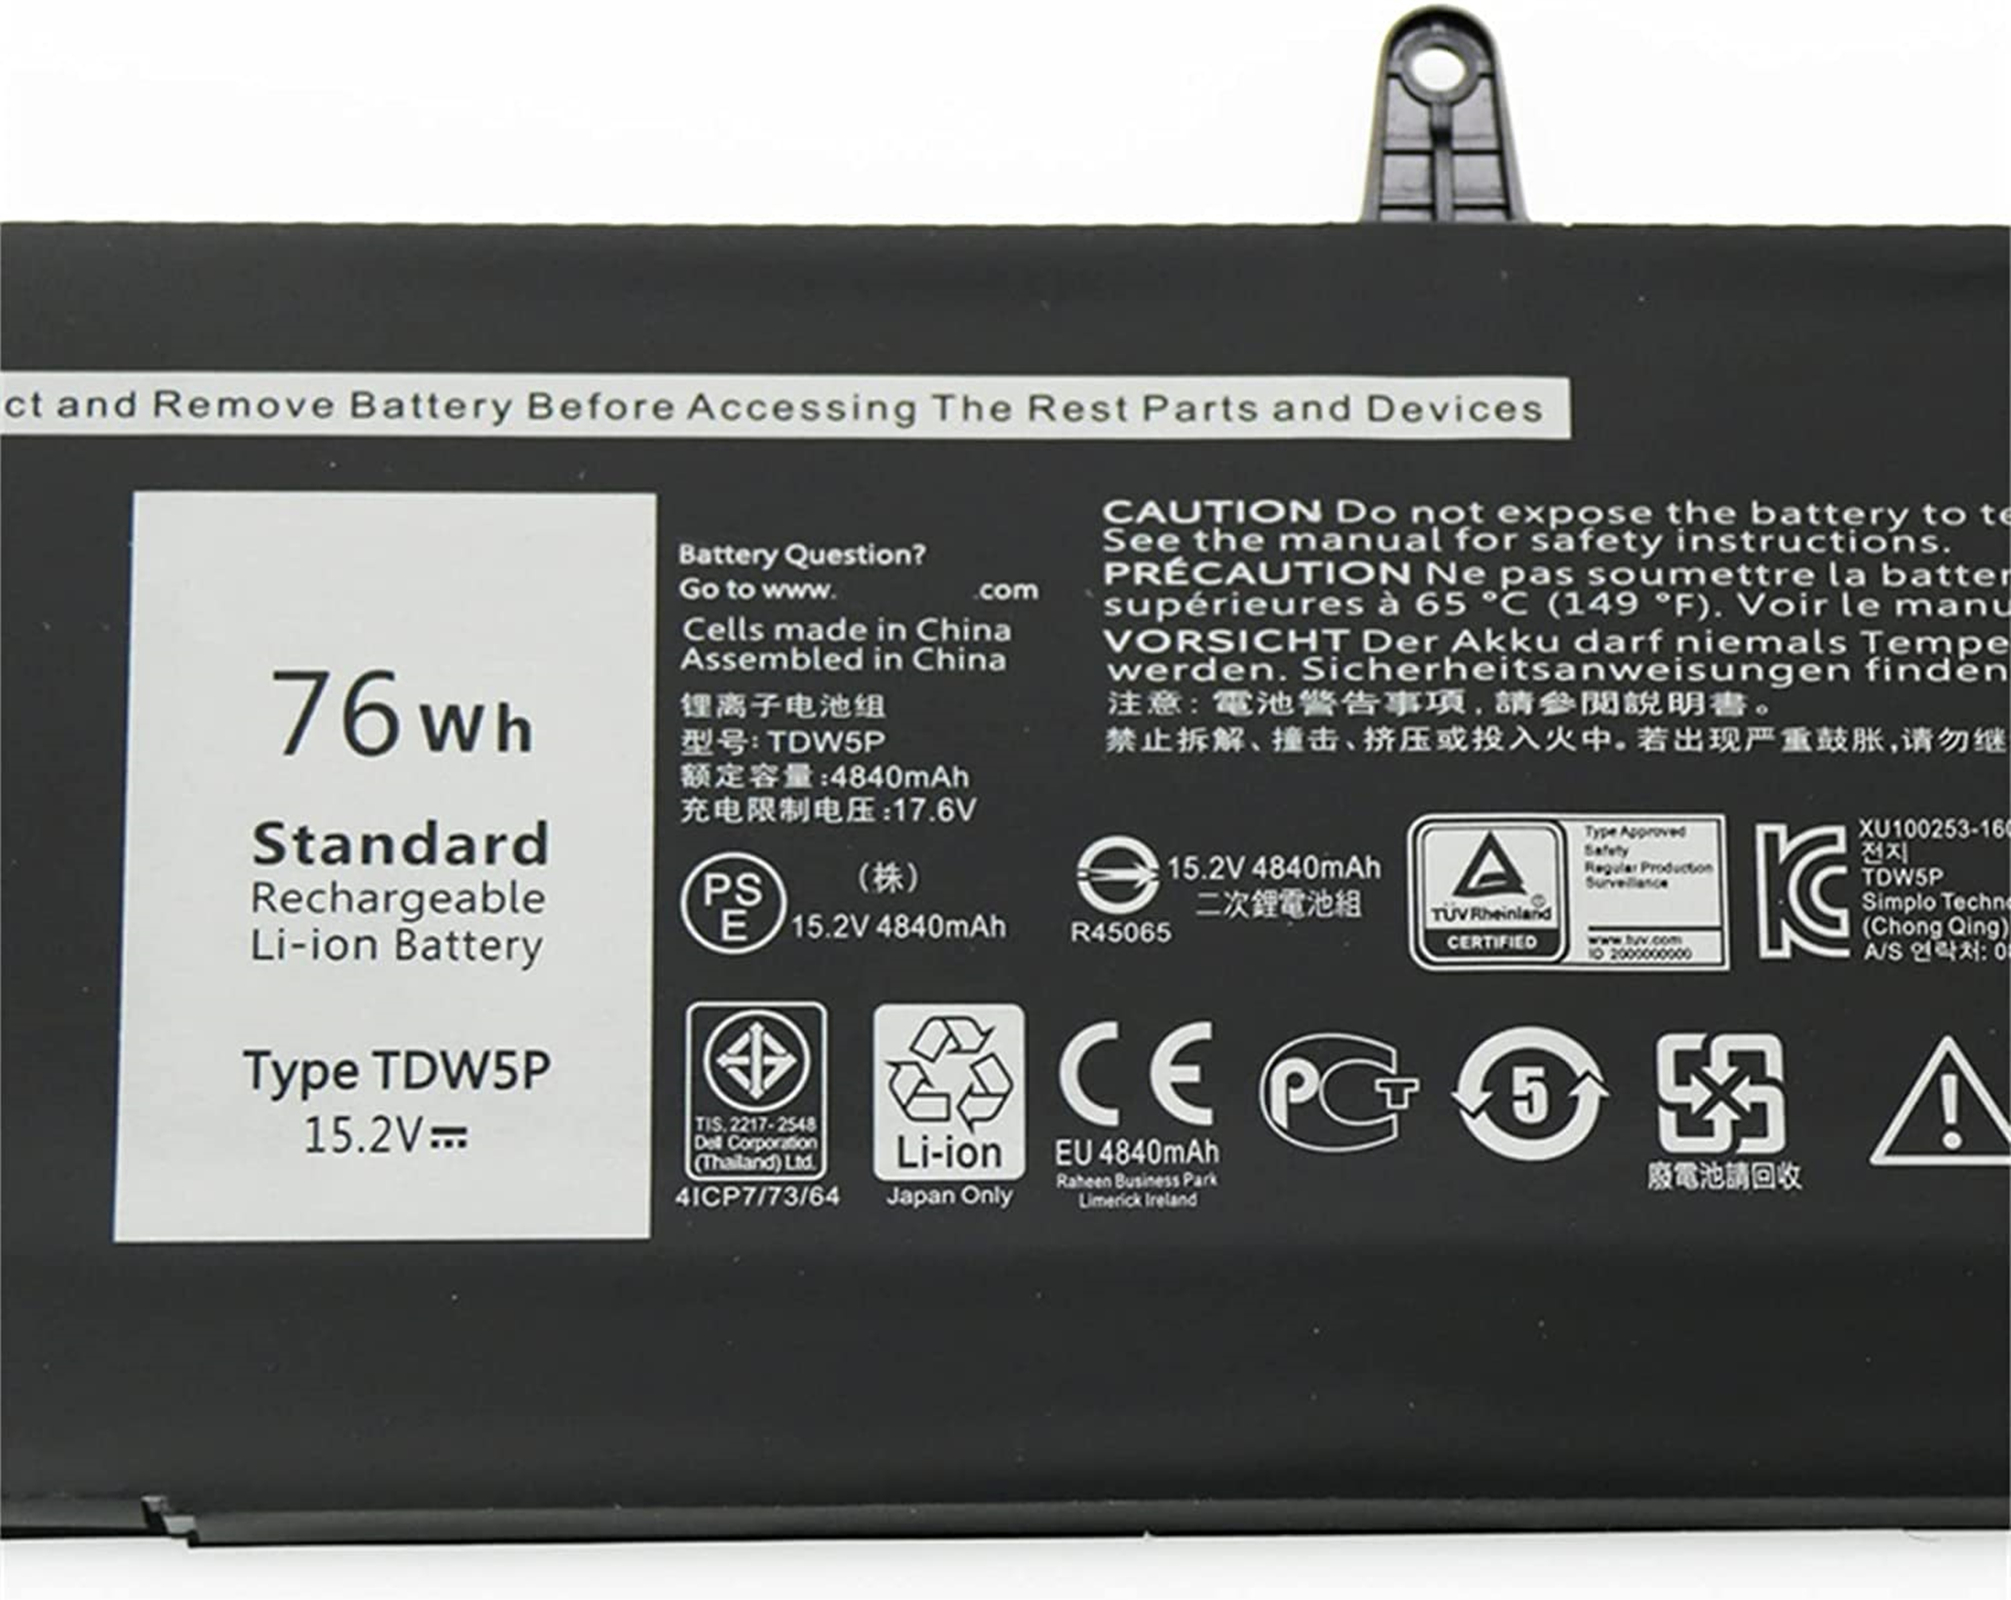 ct and Remove Battery Before Accessing The Rest Parts and Devices
76Wh
Standard
Rechargeable
Li-ion Battery
Type TDW5P
15.2V
Battery Question?
Go to www. .com
Cells made in China
Assembled in China
锂离子电池组
型号: TDW5P
额定容量:4840mAh
充电限制电压:17.6V
CAUTION Do not expose the battery to te
See the manual for safety instructions.
PRÉCAUTION Ne pas soumettre la batter
supérieures à 65 °C (149 °F). Voir le manu
VORSICHT Der Akku darf niemals Tempe
werden. Sicherheitsanweisungen finden
注意: 電池警告事項, 請參閱說明書。
禁止拆解、撞击、挤压或投入火中。若出现严重鼓胀,请勿继
PS
E
(株)
15.2V 4840mAh
15.2V 4840mAh
二次鋰電池組
R45065
TÜVRheinland
CERTIFIED
Type Approved
Safety
Regular Production
Surveillance
www.tuv.com
ID 2000000000
XU100253-160
전지
TDW5P
Simplo Techno
(Chong Qing)
A/S 연락처: 08
TIS. 2217-2548
Dell Corporation
(Thailand) Ltd.
4ICP7/73/64
Li-ion
Japan Only
CE
EU 4840mAh
Raheen Business Park
Limerick Ireland
PCT
5
廢電池請回收